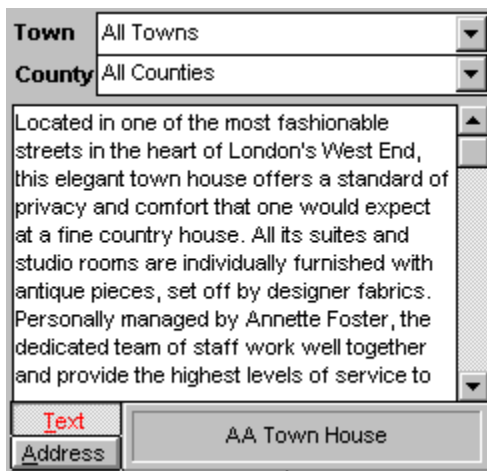 Town All Towns
County All Counties
Located in one of the most fashionable
streets in the heart of London's West End,
this elegant town house offers a standard of
privacy and comfort that one would expect
at a fine country house. All its suites and
studio rooms are individually furnished with
antique pieces, set off by designer fabrics.
Personally managed by Annette Foster, the
dedicated team of staff work well together
and provide the highest levels of service to
Text
AA Town House
Address